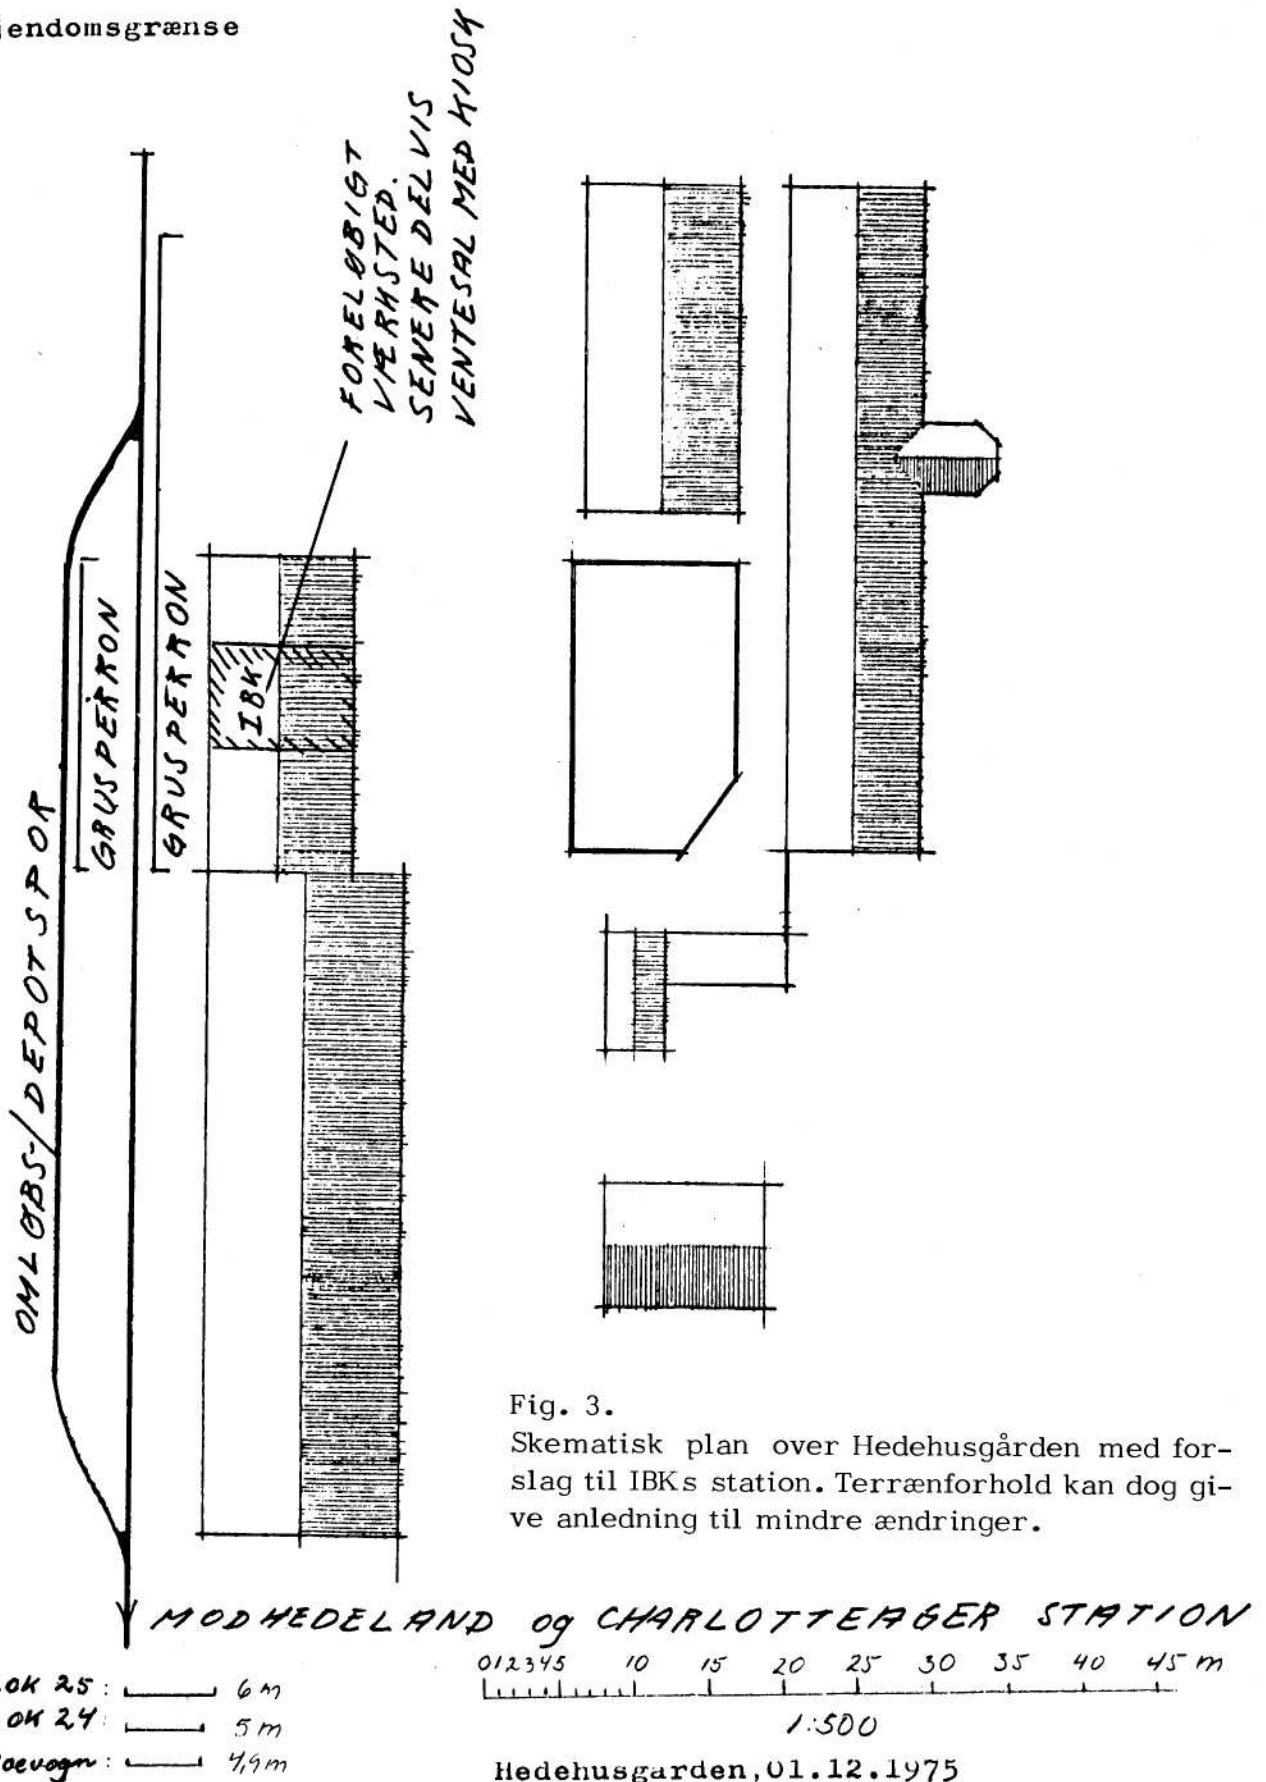 endomsgrænse
FORELØBIGT
VÆRKSTED.
SENERE DELVIS
VENTESAL MED KIOSK
GRUSPERRON
GRUSPERRON
IBK
OMLØBS-/DEPOTSPOR
Fig. 3.
Skematisk plan over Hedehusgården med for-
slag til IBKs station. Terrænforhold kan dog gi-
ve anledning til mindre ændringer.
MOD HEDELAND og CHARLOTTEAGER STATION
0 1 2 3 4 5 10 15 20 25 30 35 40 45 m
1:500
OK 25: 6 m
OK 24: 5 m
oevogn: 4,9 m
Hedehusgarden, 01.12.1975